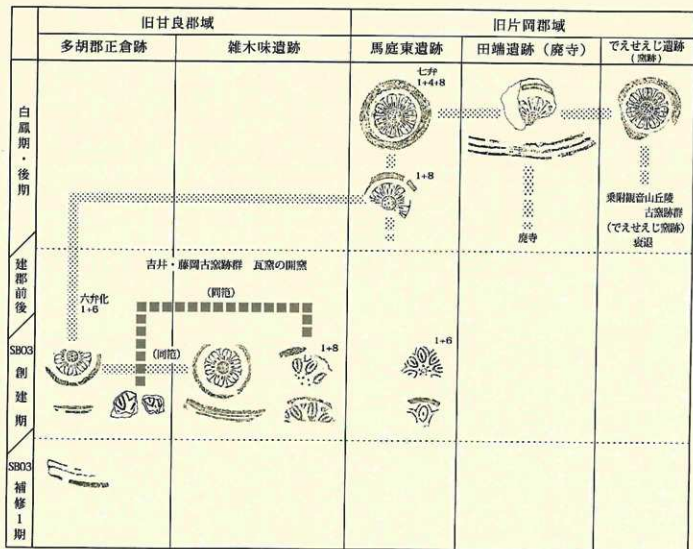 旧甘良郡域
旧片岡郡域
多胡郡正倉跡
雑木味遺跡
馬庭東遺跡
田端遺跡（廃寺）
でえせえじ遺跡
（窯跡）
白鳳期・後期
七弁
1+4+8
1+8
廃寺
乗附観音山丘陵
古窯跡群
（でえせえじ窯跡）
衰退
建郡前後
吉井・藤岡古窯跡群　瓦窯の開窯
（同笵）
六弁化
1+6
SB03
創建期
（同笵）
1+8
1+6
SB03
補修1期